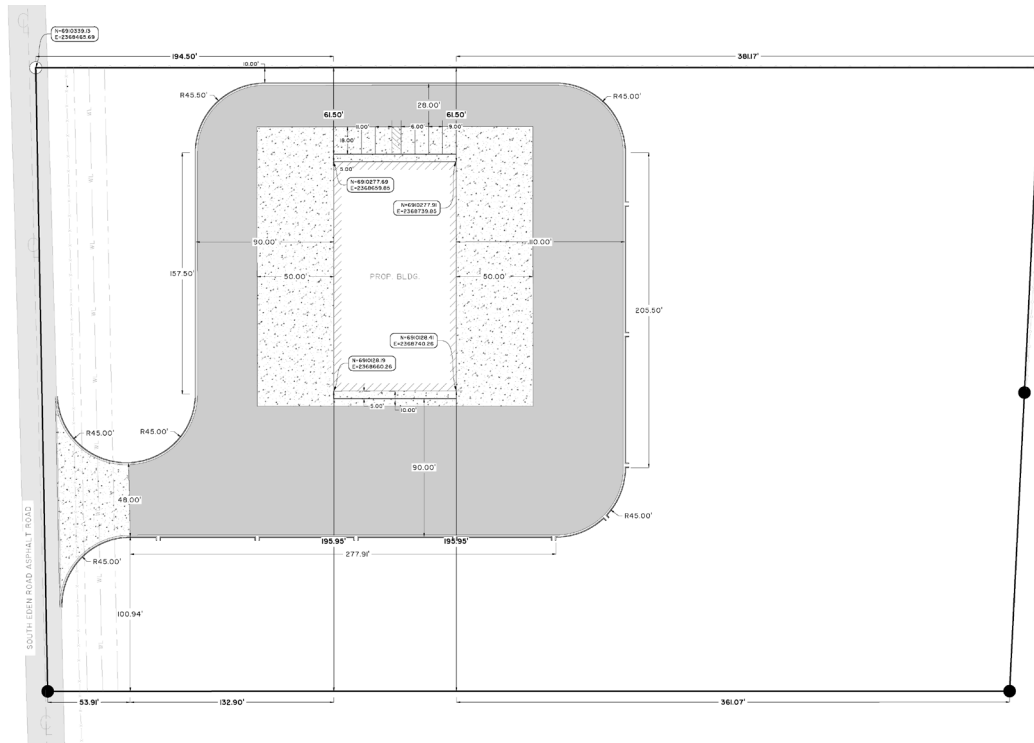 N=6910339.13
E=2368465.69
194.50'
381.17'
10.00'
R45.50'
R45.00'
28.00'
61.50'
61.50'
11.00'
6.00'
9.00'
18.00'
5.00'
N=6910277.69
E=2368659.85
N=6910277.91
E=2368739.85
90.00'
110.00'
157.50'
50.00'
PROP. BLDG.
50.00'
205.50'
N=6910128.41
E=2368740.26
N=6910128.19
E=2368660.26
5.00'
10.00'
R45.00'
R45.00'
90.00'
48.00'
R45.00'
SOUTH EDEN ROAD ASPHALT ROAD
195.95'
195.95'
277.91'
R45.00'
100.94'
53.91'
132.90'
361.07'